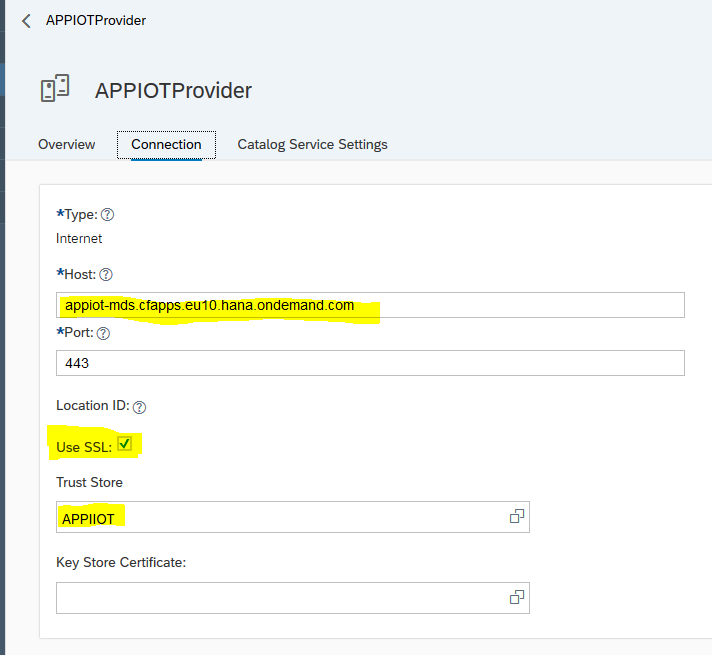 APPIOTProvider
APPIOTProvider
Overview Connection Catalog Service Settings
*Type: ?
Internet
*Host: ?
appiot-mds.cfapps.eu10.hana.ondemand.com
*Port: ?
443
Location ID: ?
Use SSL:
Trust Store
APPIIOT
Key Store Certificate: